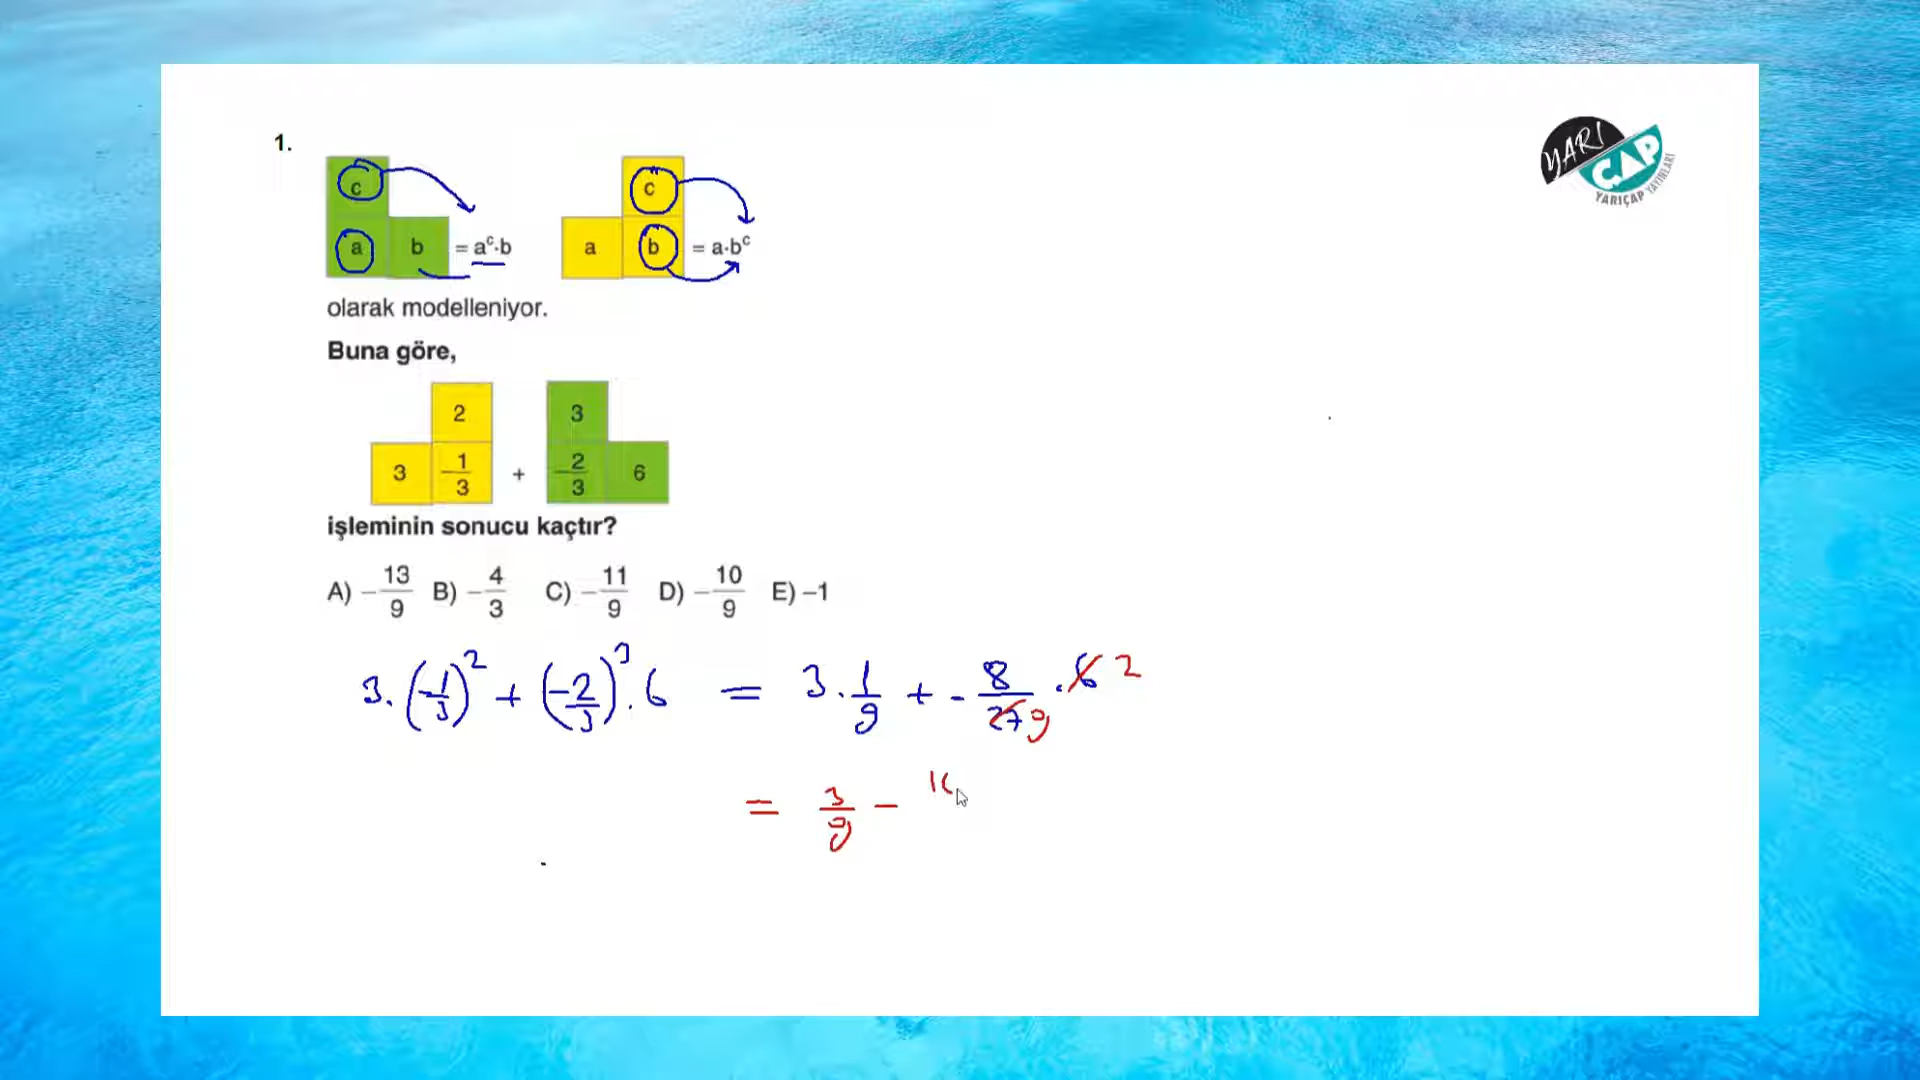 1.
c
a b = a^c·b
c
a b = a·b^c
YARI ÇAP
YARIÇAP YAYINLARI
olarak modelleniyor.
Buna göre,
2 3
3 -1/3 + -2/3 6
işleminin sonucu kaçtır?
A) -13/9 B) -4/3 C) -11/9 D) -10/9 E) -1
3·(-1/3)^2 + (-2/3)^3·6 = 3·1/9 + -8/27·6 9 2
= 3/9 -